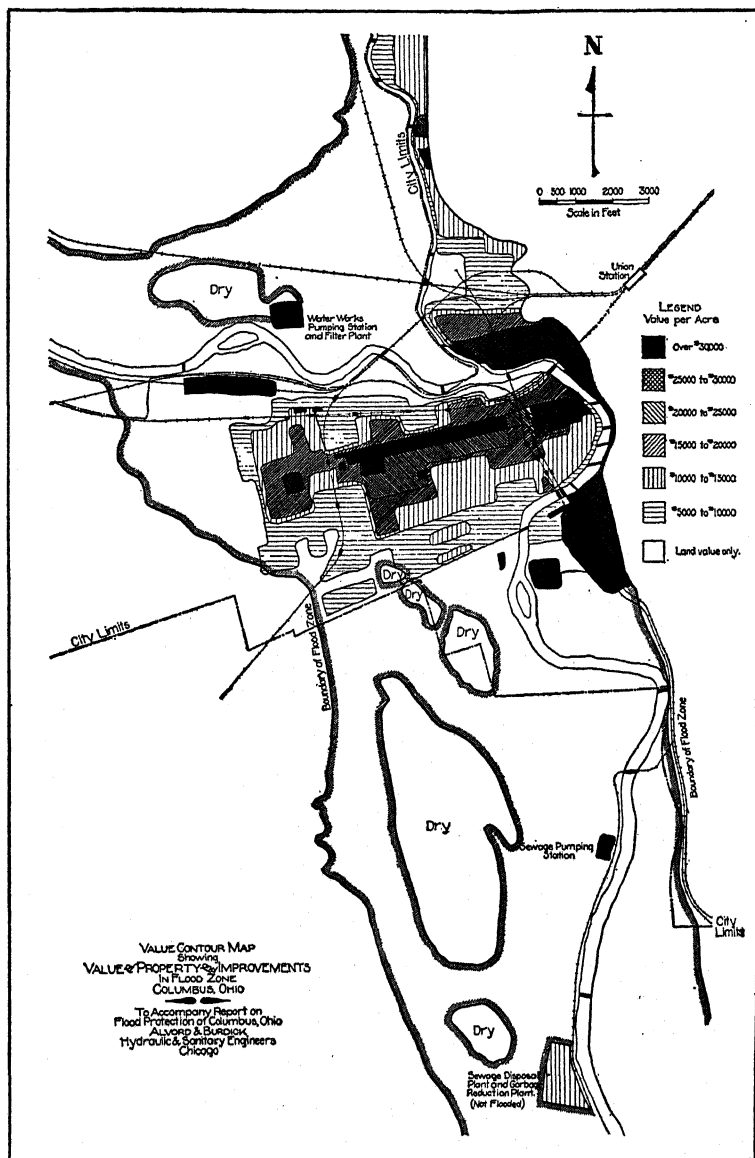 N
City Limits
0 500 1000 2000 3000
Scale in Feet
Union
Station
Dry
Water Works
Pumping Station
and Filter Plant
LEGEND
Value per Acre
Over $30000
$25000 to $30000
$20000 to $25000
$15000 to $20000
$10000 to $15000
$5000 to $10000
Land value only.
Dry
Dry
Dry
City Limits
Boundary of Flood Zone
Boundary of Flood Zone
Dry
Sewage Pumping
Station
City
Limits
VALUE CONTOUR MAP
Showing
VALUE OF PROPERTY AND IMPROVEMENTS
IN FLOOD ZONE
COLUMBUS, OHIO
To Accompany Report on
Flood Protection of Columbus, Ohio
ALVORD & BURDICK
Hydraulic & Sanitary Engineers
Chicago
Dry
Sewage Disposal
Plant and Garbage
Reduction Plant.
(Not Flooded)